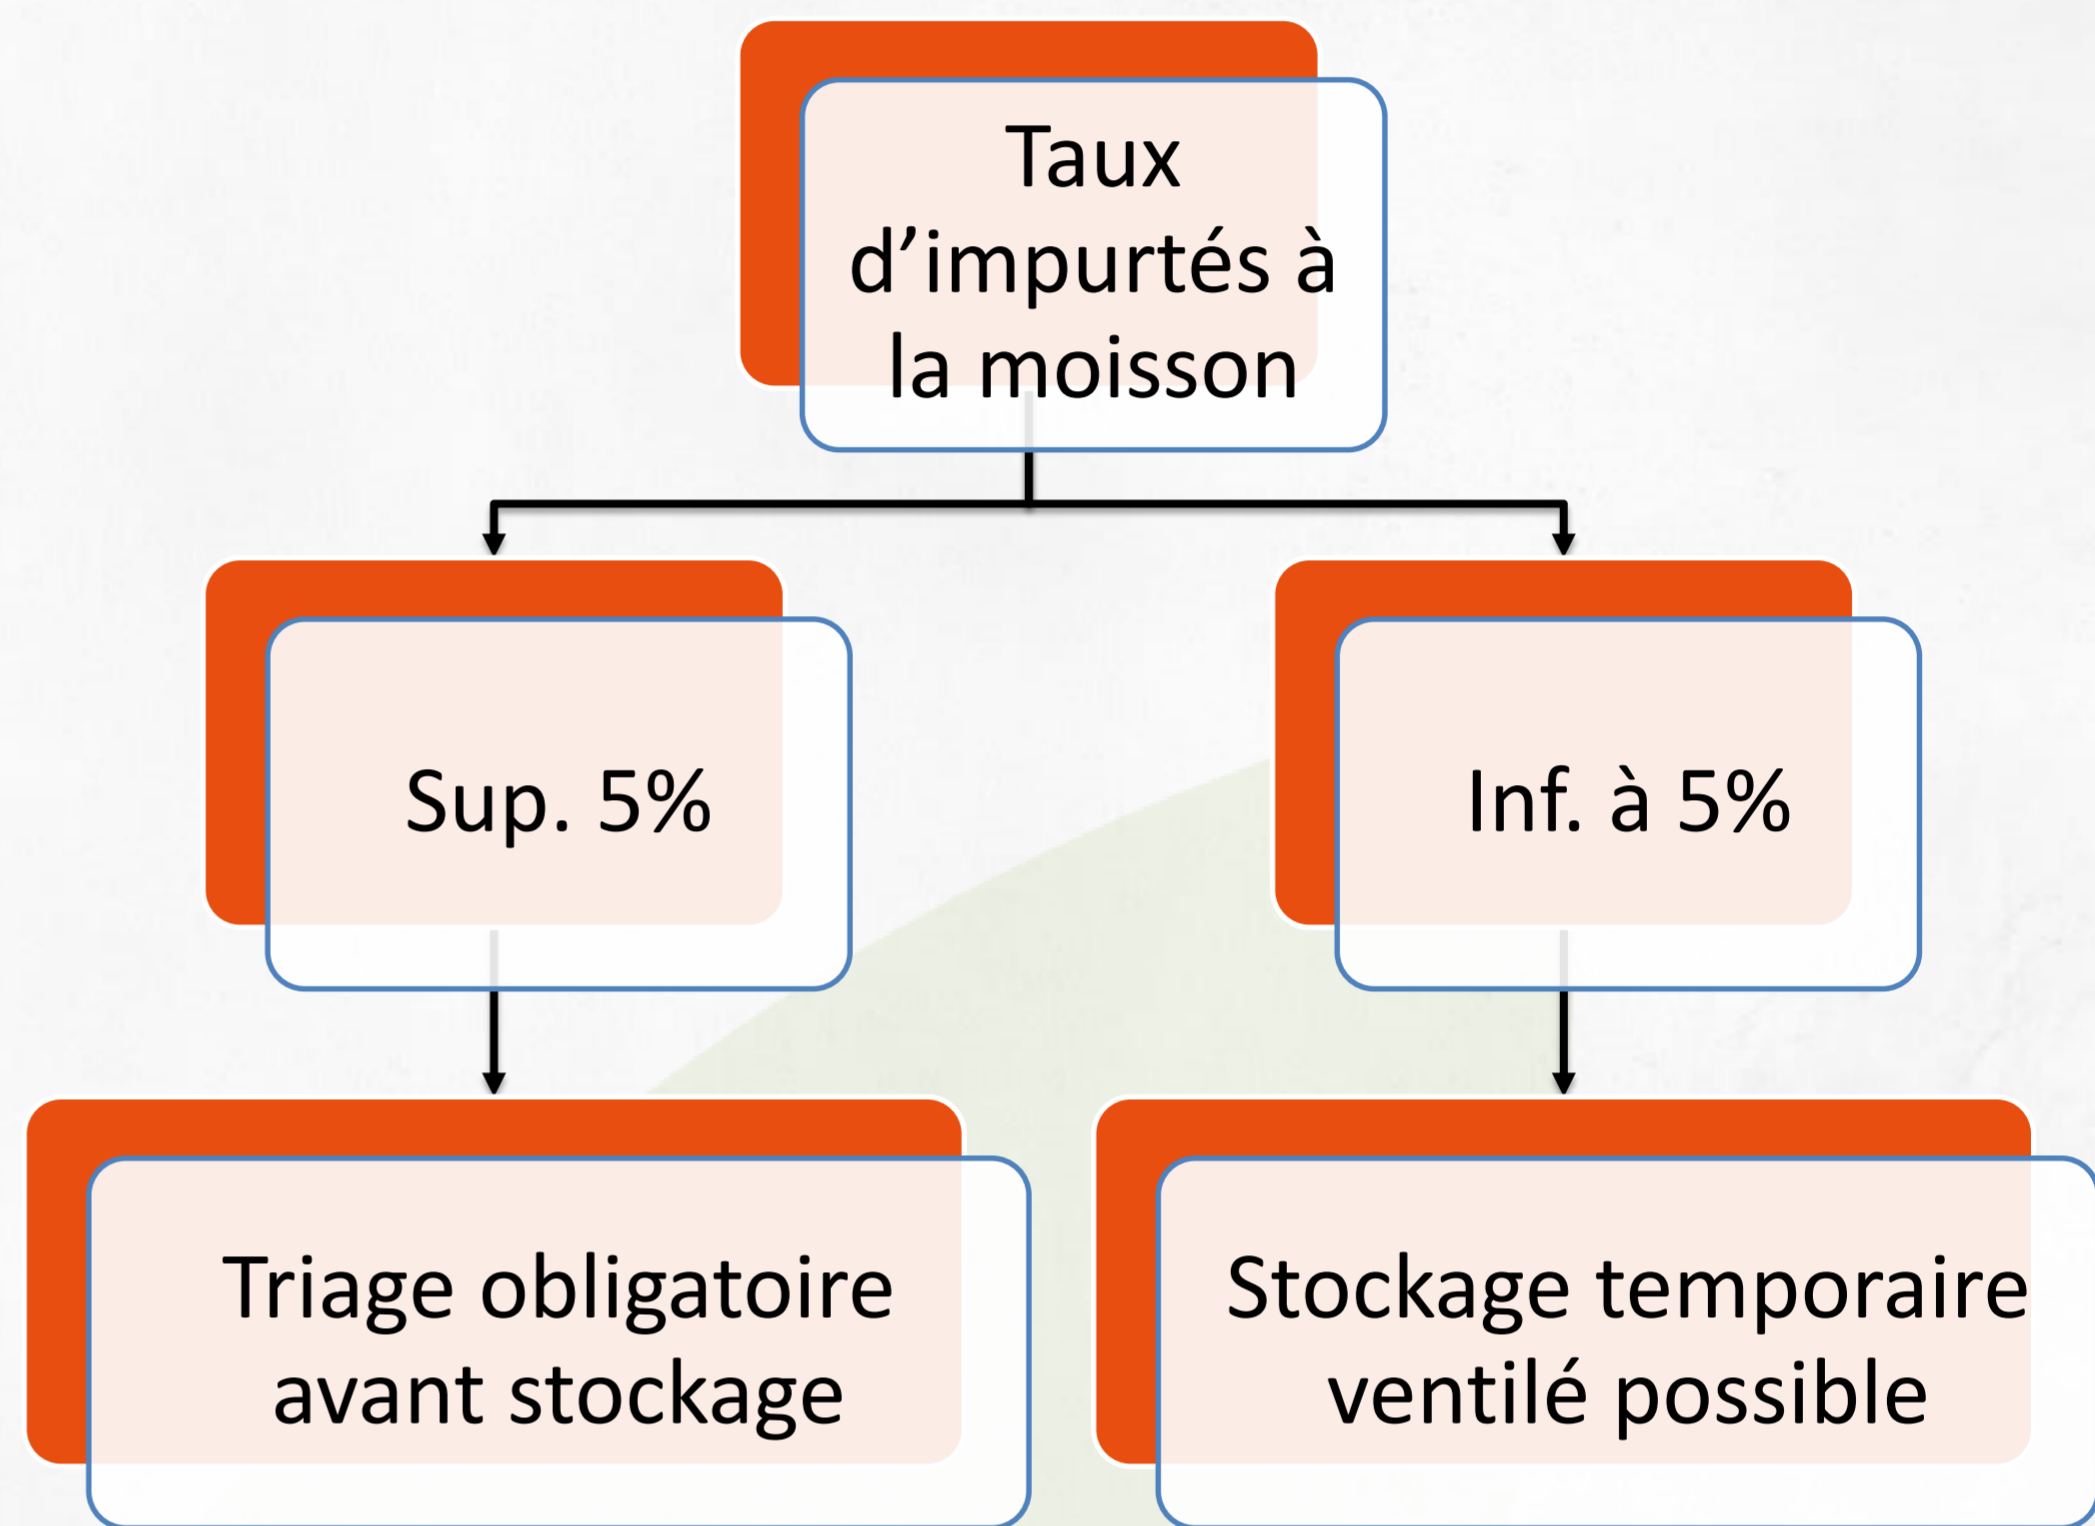 Taux
d’impurtés à
la moisson
Sup. 5%
Inf. à 5%
Triage obligatoire
avant stockage
Stockage temporaire
ventilé possible